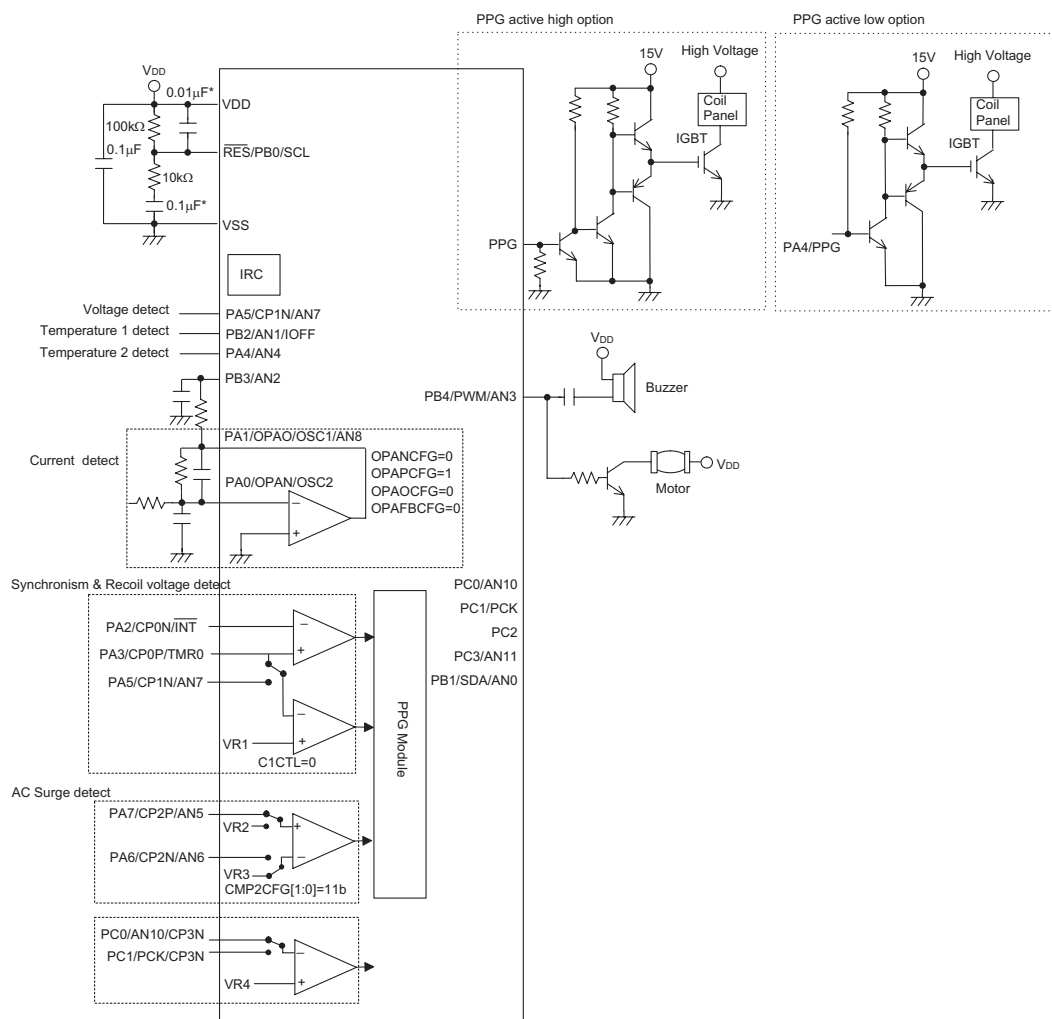 PPG active high option
PPG active low option
VDD
0.01μF*
VDD
100kΩ
0.1μF
RES/PB0/SCL
10kΩ
0.1μF*
VSS
15V
High Voltage
Coil
Panel
IGBT
PPG
15V
High Voltage
Coil
Panel
IGBT
PA4/PPG
IRC
Voltage detect
PA5/CP1N/AN7
Temperature 1 detect
PB2/AN1/IOFF
Temperature 2 detect
PA4/AN4
PB3/AN2
PB4/PWM/AN3
VDD
Buzzer
VDD
Motor
Current detect
PA1/OPAO/OSC1/AN8
OPANCFG=0
OPAPCFG=1
OPAOCFG=0
OPAFBCFG=0
PA0/OPAN/OSC2
−
+
Synchronism & Recoil voltage detect
PA2/CP0N/INT
−
PA3/CP0P/TMR0
+
PA5/CP1N/AN7
−
VR1
+
C1CTL=0
PPG Module
PC0/AN10
PC1/PCK
PC2
PC3/AN11
PB1/SDA/AN0
AC Surge detect
PA7/CP2P/AN5
VR2
+
PA6/CP2N/AN6
−
VR3
CMP2CFG[1:0]=11b
PC0/AN10/CP3N
PC1/PCK/CP3N
−
VR4
+